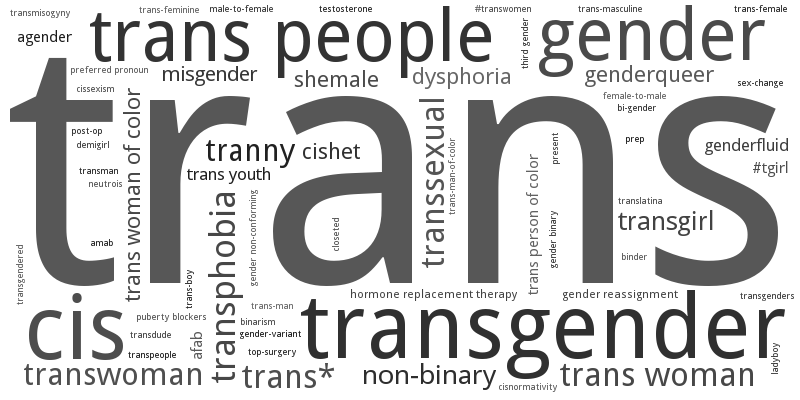 transmisogyny
trans-feminine
male-to-female
testosterone
#transwomen
trans-masculine
trans-female
agender
trans people
third gender
gender
preferred pronoun
misgender
shemale
dysphoria
genderqueer
sex-change
cissexism
female-to-male
bi-gender
trans
post-op
demigirl
trans woman of color
tranny
cishet
transsexual
trans-man-of-color
present
prep
genderfluid
#tgirl
transman
neutrois
trans youth
trans person of color
translatina
transgirl
transphobia
gender non-conforming
closeted
gender binary
amab
binder
transgendered
trans-boy
hormone replacement therapy
gender reassignment
transgenders
cis
puberty blockers
trans-man
transgender
transdude
afab
binarism
gender-variant
transpeople
top-surgery
ladyboy
transwoman
trans*
non-binary
cisnormativity
trans woman